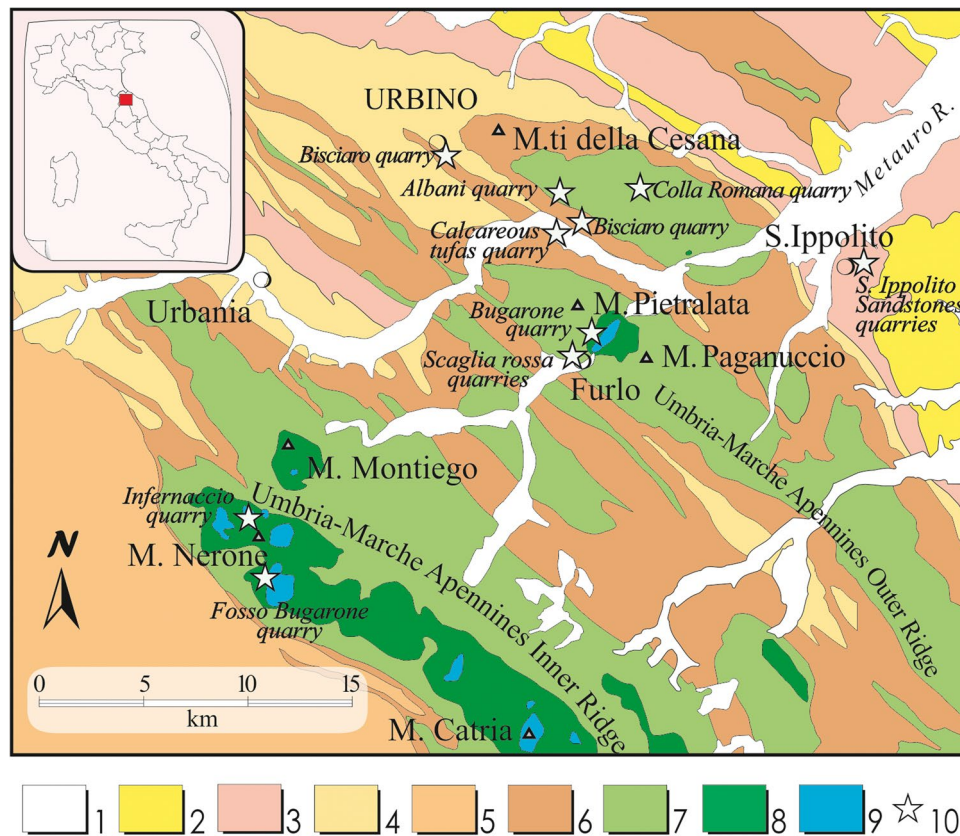 URBINO
M.ti della Cesana
Bisciaro quarry
Albani quarry
Colla Romana quarry
Metauro R.
Calcareous
tufas quarry
Bisciaro quarry
S.Ippolito
S. Ippolito
Sandstones
quarries
Urbania
Bugarone
quarry
M. Pietralata
Scaglia rossa
quarries
M. Paganuccio
Furlo
Umbria-Marche Apennines Outer Ridge
M. Montiego
Infernaccio
quarry
Umbria-Marche Apennines Inner Ridge
M. Nerone
Fosso Bugarone
quarry
N
0 5 10 15
km
M. Catria
1 2 3 4 5 6 7 8 9 10